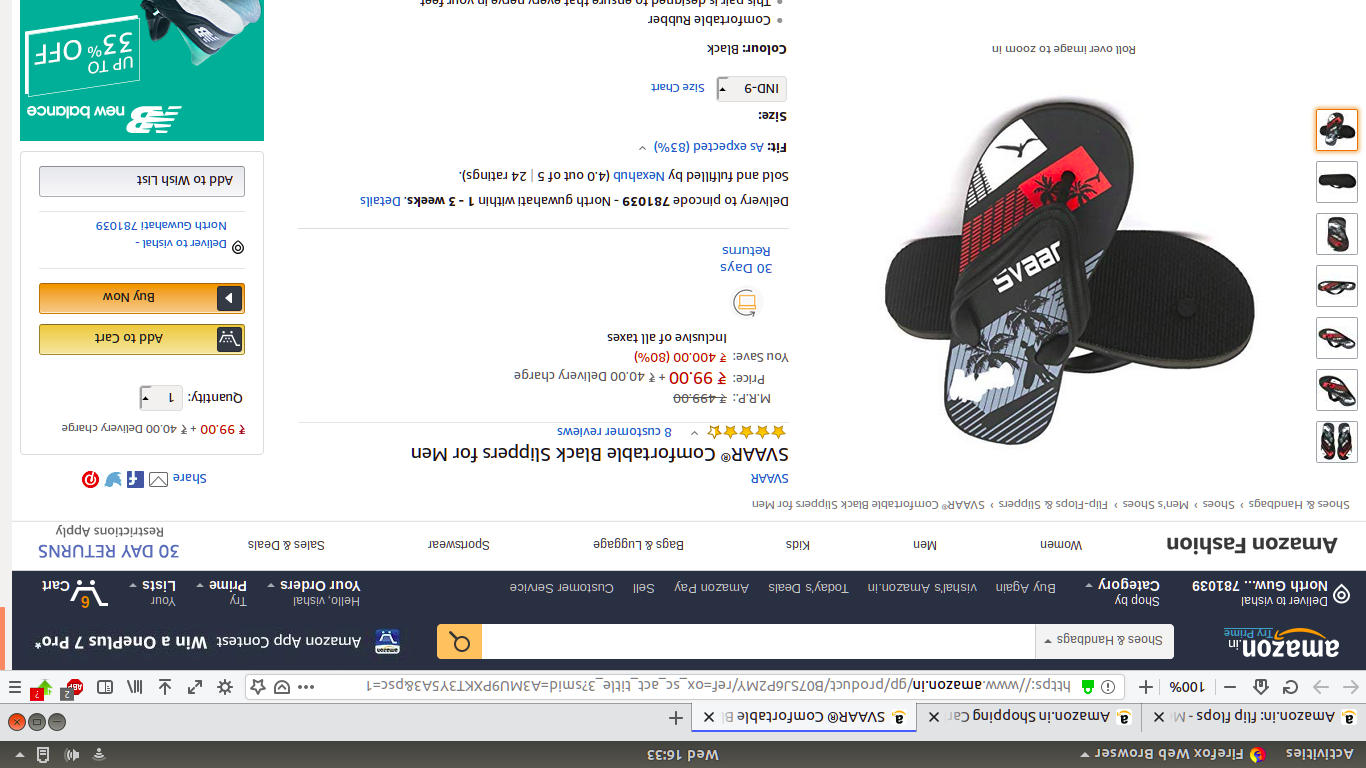 Activities
Firefox Web Browser
Wed 16:33
Amazon.in: flip flops - M
Amazon.in Shopping Car
SVAAR® Comfortable Bl
100%
https://www.amazon.in/gp/product/B07SJ6P2MY/ref=ox_sc_act_title_3?smid=A3MU9PXKT3Y5A3&psc=1
ABP
2
?
amazon.in
Try Prime
Shoes & Handbags
Amazon App Contest Win a OnePlus 7 Pro*
Deliver to vishal
North Guw... 781039
Shop by
Category
Buy Again
vishal's Amazon.in
Today's Deals
Amazon Pay
Sell
Customer Service
Hello, vishal
Your Orders
Try
Prime
Your
Lists
6
Cart
Amazon Fashion
Women
Men
Kids
Bags & Luggage
Sportswear
Sales & Deals
30 DAY RETURNS
Restrictions Apply
Shoes & Handbags › Shoes › Men's Shoes › Flip-Flops & Slippers › SVAAR® Comfortable Black Slippers for Men
svaar
Roll over image to zoom in
SVAAR
SVAAR® Comfortable Black Slippers for Men
8 customer reviews
M.R.P.: ₹ 499.00
Price: ₹ 99.00 + ₹ 40.00 Delivery charge
You Save: ₹ 400.00 (80%)
Inclusive of all taxes
30 Days
Returns
Delivery to pincode 781039 - North guwahati within 1 - 3 weeks. Details
Sold and fulfilled by Nexahub (4.0 out of 5 | 24 ratings).
Fit: As expected (83%)
Size:
IND-9
Size Chart
Colour: Black
• Comfortable Rubber
• This pair is designed to ensure that every nerve in your feet
Share
₹ 99.00 + ₹ 40.00 Delivery charge
Quantity: 1
Add to Cart
Buy Now
Deliver to vishal -
North Guwahati 781039
Add to Wish List
new balance
UP TO
33% OFF